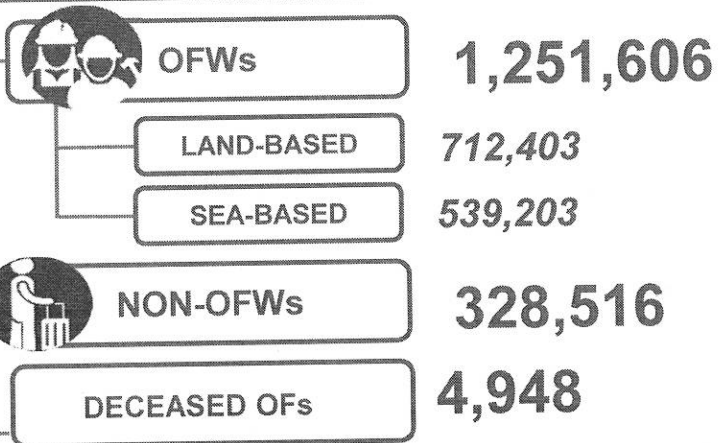 OFWs 1,251,606
LAND-BASED 712,403
SEA-BASED 539,203
NON-OFWs 328,516
DECEASED OFs 4,948